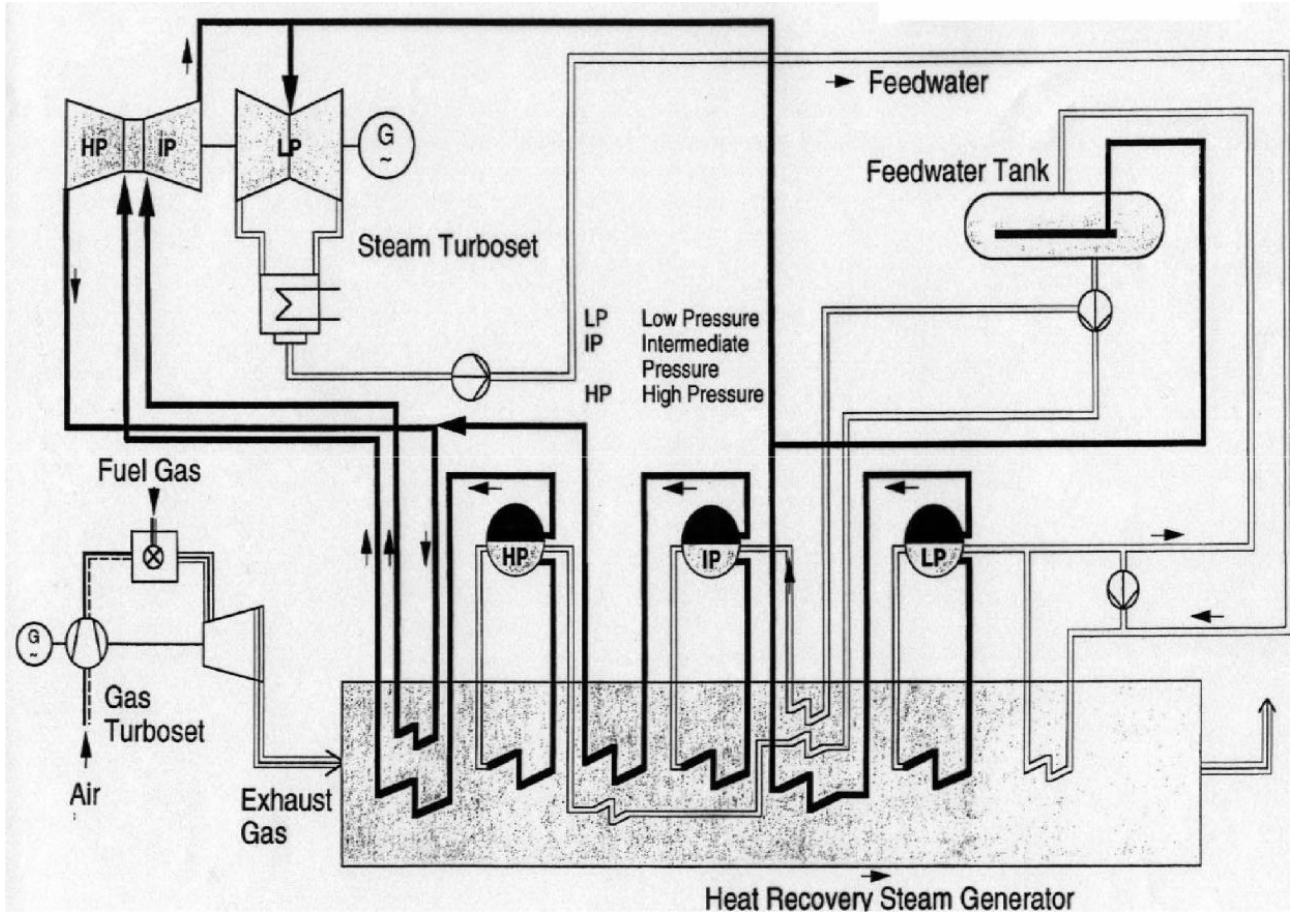 Feedwater
HP
IP
LP
G
~
Feedwater Tank
Steam Turboset
LP Low Pressure
IP Intermediate
Pressure
HP High Pressure
Fuel Gas
HP
IP
LP
G
~
Gas
Turboset
Air
Exhaust
Gas
Heat Recovery Steam Generator